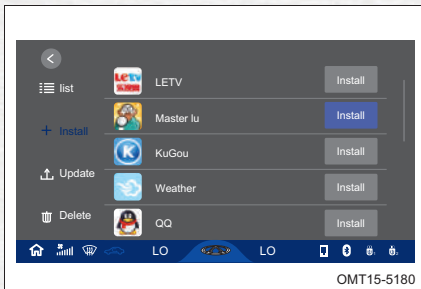 list
LETV
Install
Master lu
Install
+ Install
KuGou
Install
Update
Weather
Install
Delete
QQ
Install
LO
LO
OMT15-5180